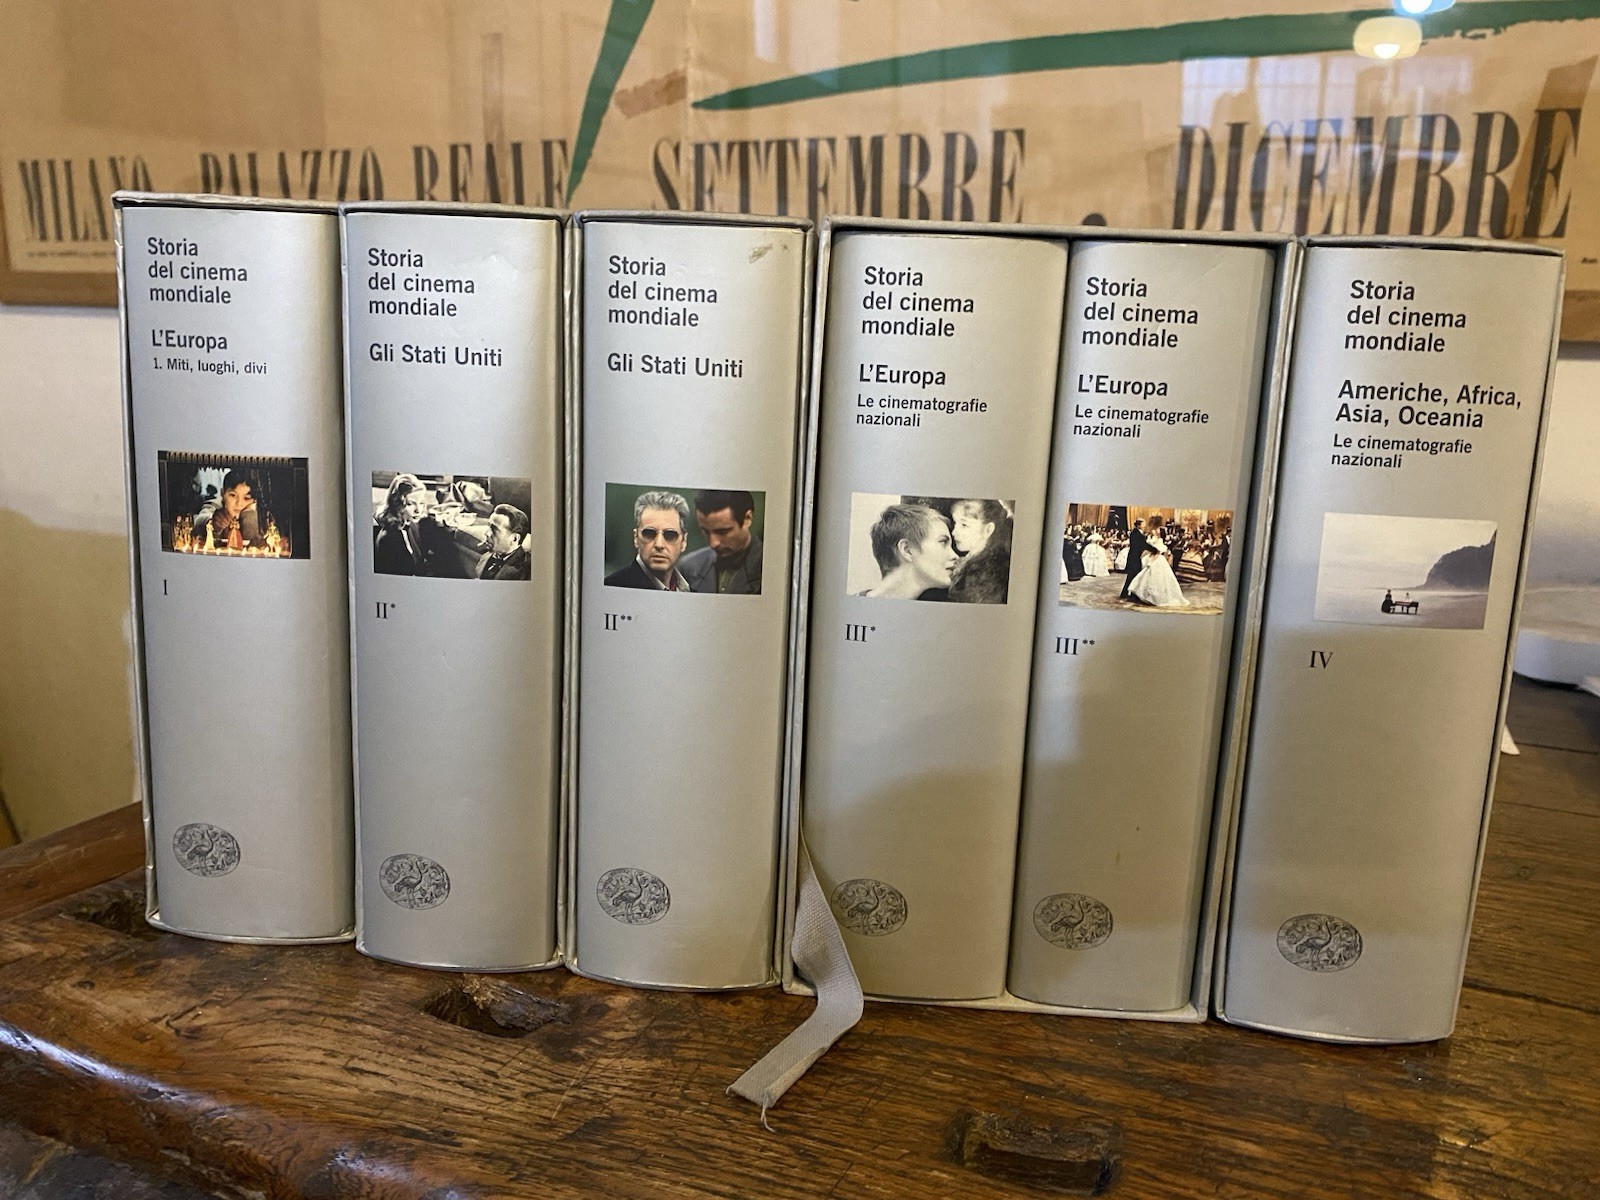 MILANO . PALAZZO REALE SETTEMBRE . DICEMBRE
Storia
del cinema
mondiale
L'Europa
1. Miti, luoghi, divi
I
Storia
del cinema
mondiale
Gli Stati Uniti
II*
Storia
del cinema
mondiale
Gli Stati Uniti
II**
Storia
del cinema
mondiale
L'Europa
Le cinematografie
nazionali
III*
Storia
del cinema
mondiale
L'Europa
Le cinematografie
nazionali
III**
Storia
del cinema
mondiale
Americhe, Africa,
Asia, Oceania
Le cinematografie
nazionali
IV